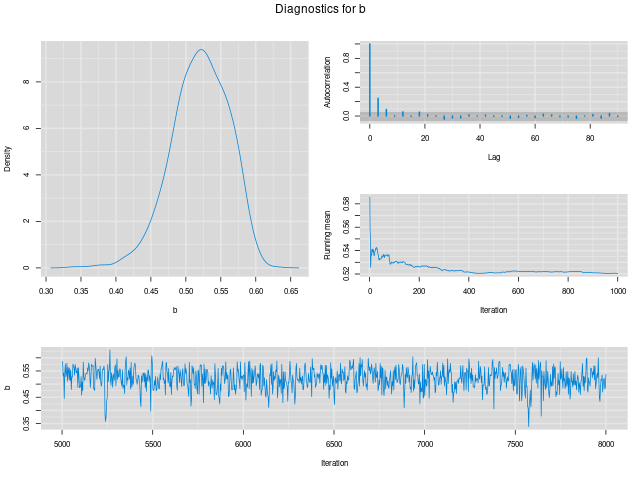 Diagnostics for b
Density
0 2 4 6 8
0.30 0.35 0.40 0.45 0.50 0.55 0.60 0.65
b
Autocorrelation
0.0 0.4 0.8
0 20 40 60 80
Lag
Running mean
0.52 0.54 0.56 0.58
0 200 400 600 800 1000
Iteration
b
0.35 0.45 0.55
5000 5500 6000 6500 7000 7500 8000
Iteration